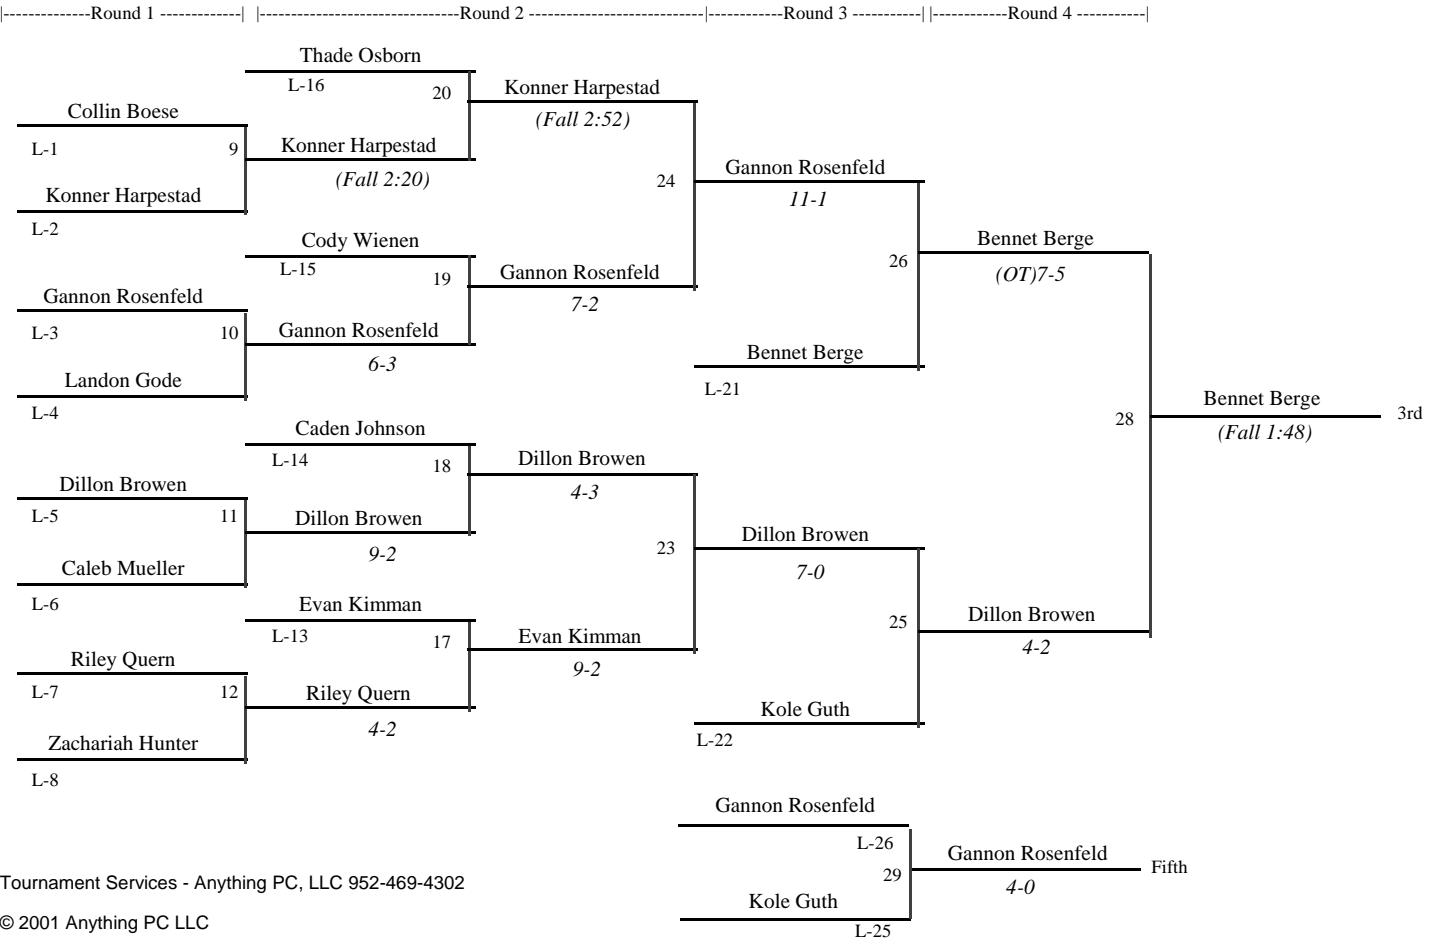 |---------------Round 1 -------------| |----------------------------------Round 2 ------------------------------|-------------Round 3 ------------| |-------------Round 4 ------------|
Thade Osborn
L-16
20
Konner Harpestad
(Fall 2:52)
Collin Boese
L-1
9
Konner Harpestad
(Fall 2:20)
Konner Harpestad
L-2
24
Gannon Rosenfeld
11-1
Cody Wienen
L-15
19
Gannon Rosenfeld
7-2
Gannon Rosenfeld
L-3
10
Gannon Rosenfeld
6-3
Landon Gode
L-4
26
Bennet Berge
(OT)7-5
Bennet Berge
L-21
Caden Johnson
L-14
18
Dillon Browen
4-3
Dillon Browen
L-5
11
Dillon Browen
9-2
Caleb Mueller
L-6
23
Dillon Browen
7-0
28
Bennet Berge
(Fall 1:48)
3rd
Evan Kimman
L-13
17
Evan Kimman
9-2
Riley Quern
L-7
12
Riley Quern
4-2
Zachariah Hunter
L-8
25
Dillon Browen
4-2
Kole Guth
L-22
Gannon Rosenfeld
L-26
29
Gannon Rosenfeld
4-0
Fifth
Kole Guth
L-25
Tournament Services - Anything PC, LLC 952-469-4302
© 2001 Anything PC LLC